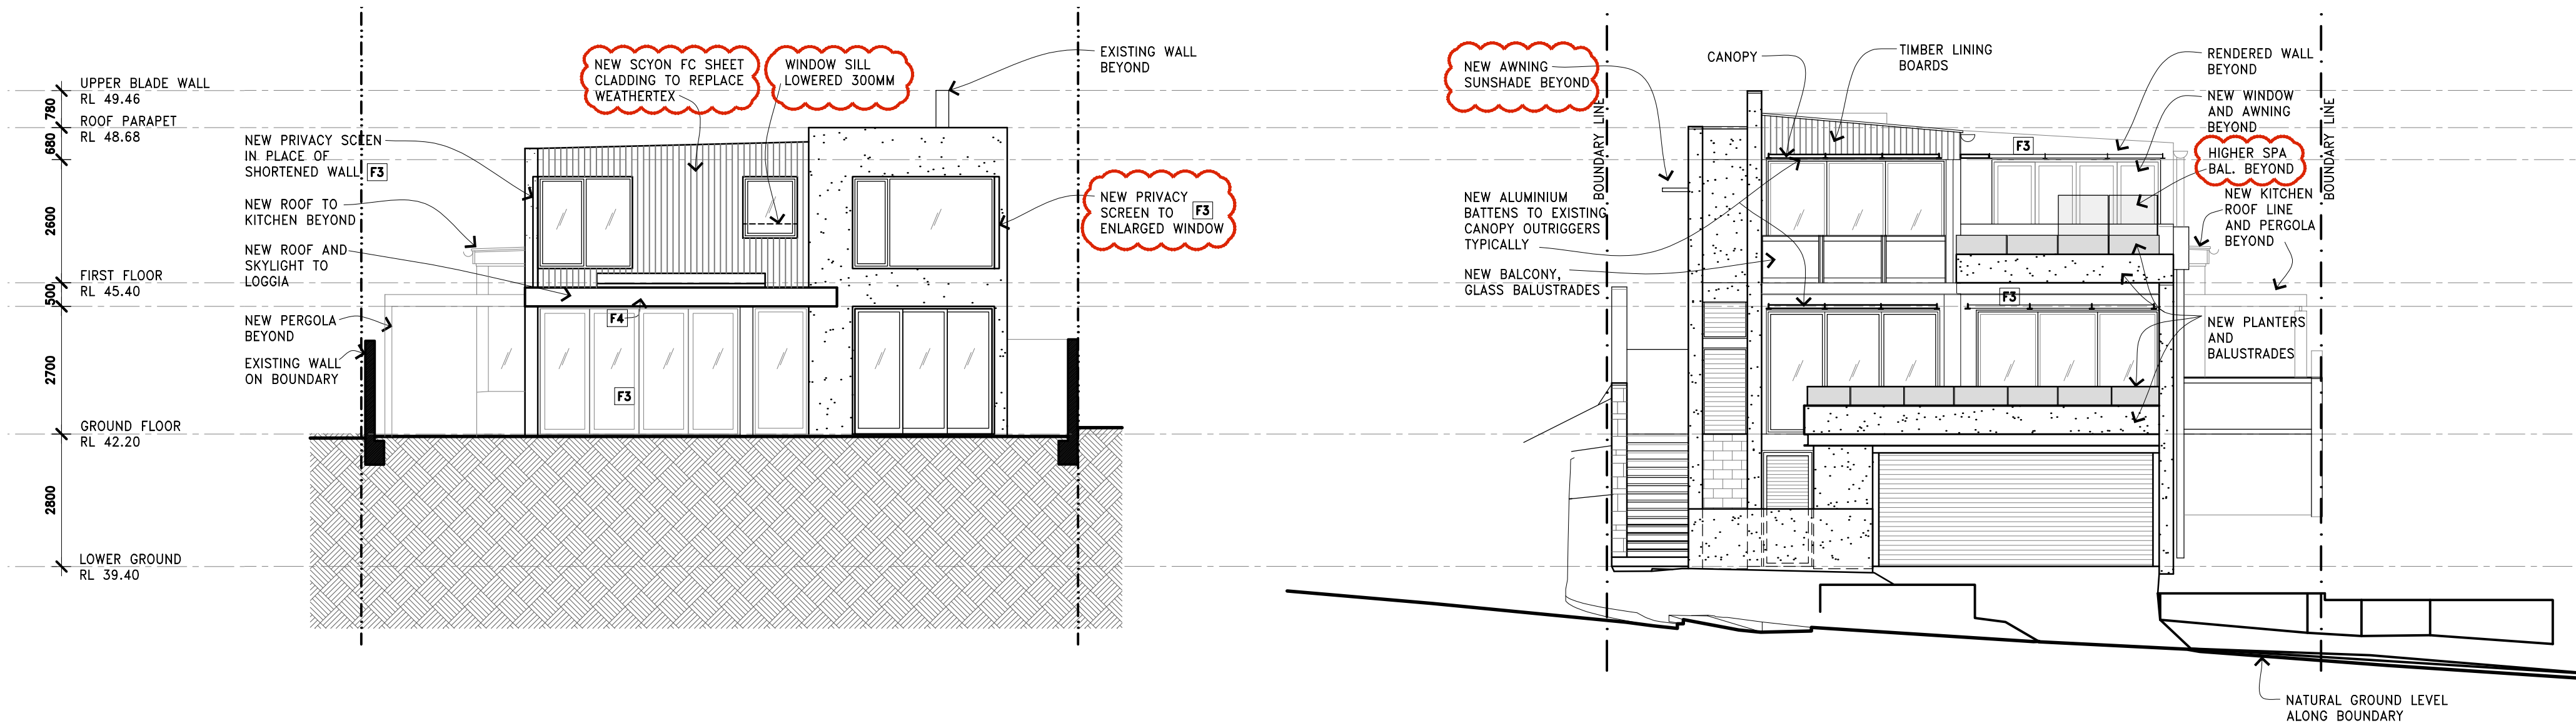 UPPER BLADE WALL
RL 49.46
780
ROOF PARAPET
RL 48.68
680
2600
FIRST FLOOR
RL 45.40
500
2700
GROUND FLOOR
RL 42.20
2800
LOWER GROUND
RL 39.40
NEW PRIVACY SCEEN
IN PLACE OF
SHORTENED WALL F3
NEW ROOF TO
KITCHEN BEYOND
NEW ROOF AND
SKYLIGHT TO
LOGGIA
NEW PERGOLA
BEYOND
EXISTING WALL
ON BOUNDARY
NEW SCYON FC SHEET
CLADDING TO REPLACE
WEATHERTEX
WINDOW SILL
LOWERED 300MM
EXISTING WALL
BEYOND
NEW PRIVACY
SCREEN TO F3
ENLARGED WINDOW
F4
F3
NEW AWNING
SUNSHADE BEYOND
BOUNDARY LINE
CANOPY
TIMBER LINING
BOARDS
NEW ALUMINIUM
BATTENS TO EXISTING
CANOPY OUTRIGGERS
TYPICALLY
NEW BALCONY,
GLASS BALUSTRADES
F3
F3
RENDERED WALL
BEYOND
NEW WINDOW
AND AWNING
BEYOND
BOUNDARY LINE
HIGHER SPA
BAL. BEYOND
NEW KITCHEN
ROOF LINE
AND PERGOLA
BEYOND
NEW PLANTERS
AND
BALUSTRADES
NATURAL GROUND LEVEL
ALONG BOUNDARY